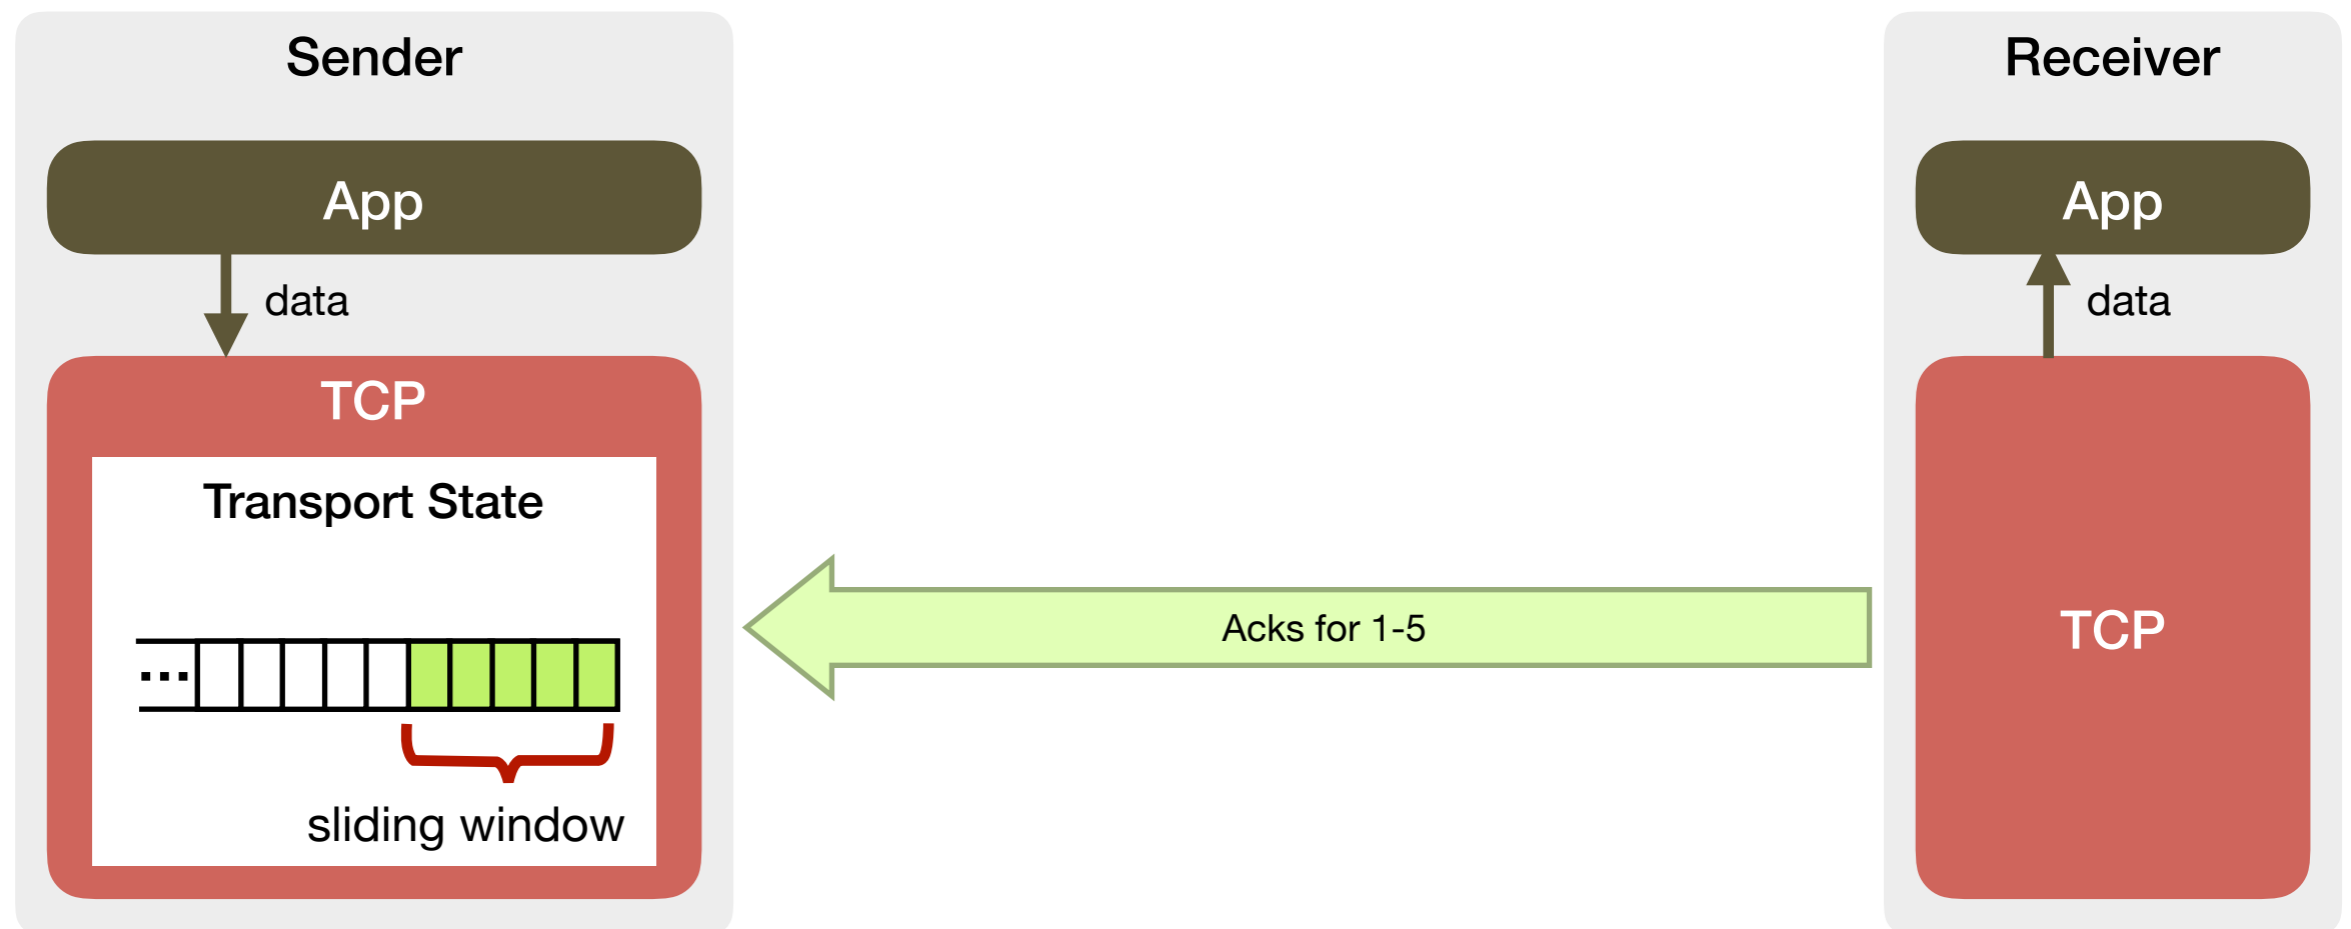 Sender
App
data
TCP
Transport State
...
sliding window
Acks for 1-5
Receiver
App
data
TCP